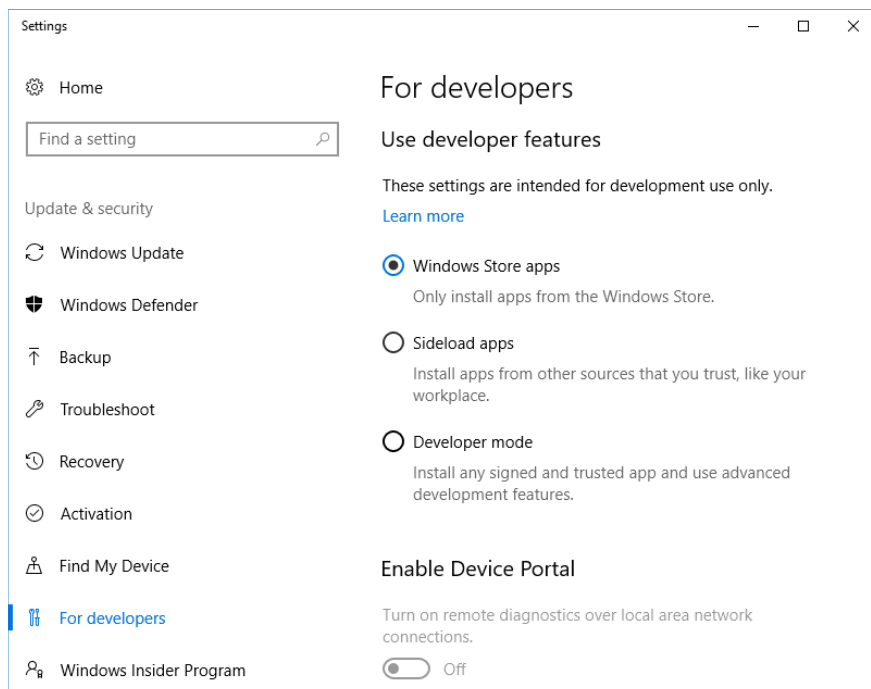 Settings
Home
Find a setting
Update & security
Windows Update
Windows Defender
Backup
Troubleshoot
Recovery
Activation
Find My Device
For developers
Windows Insider Program
For developers
Use developer features
These settings are intended for development use only.
Learn more
Windows Store apps
Only install apps from the Windows Store.
Sideload apps
Install apps from other sources that you trust, like your
workplace.
Developer mode
Install any signed and trusted app and use advanced
development features.
Enable Device Portal
Turn on remote diagnostics over local area network
connections.
Off